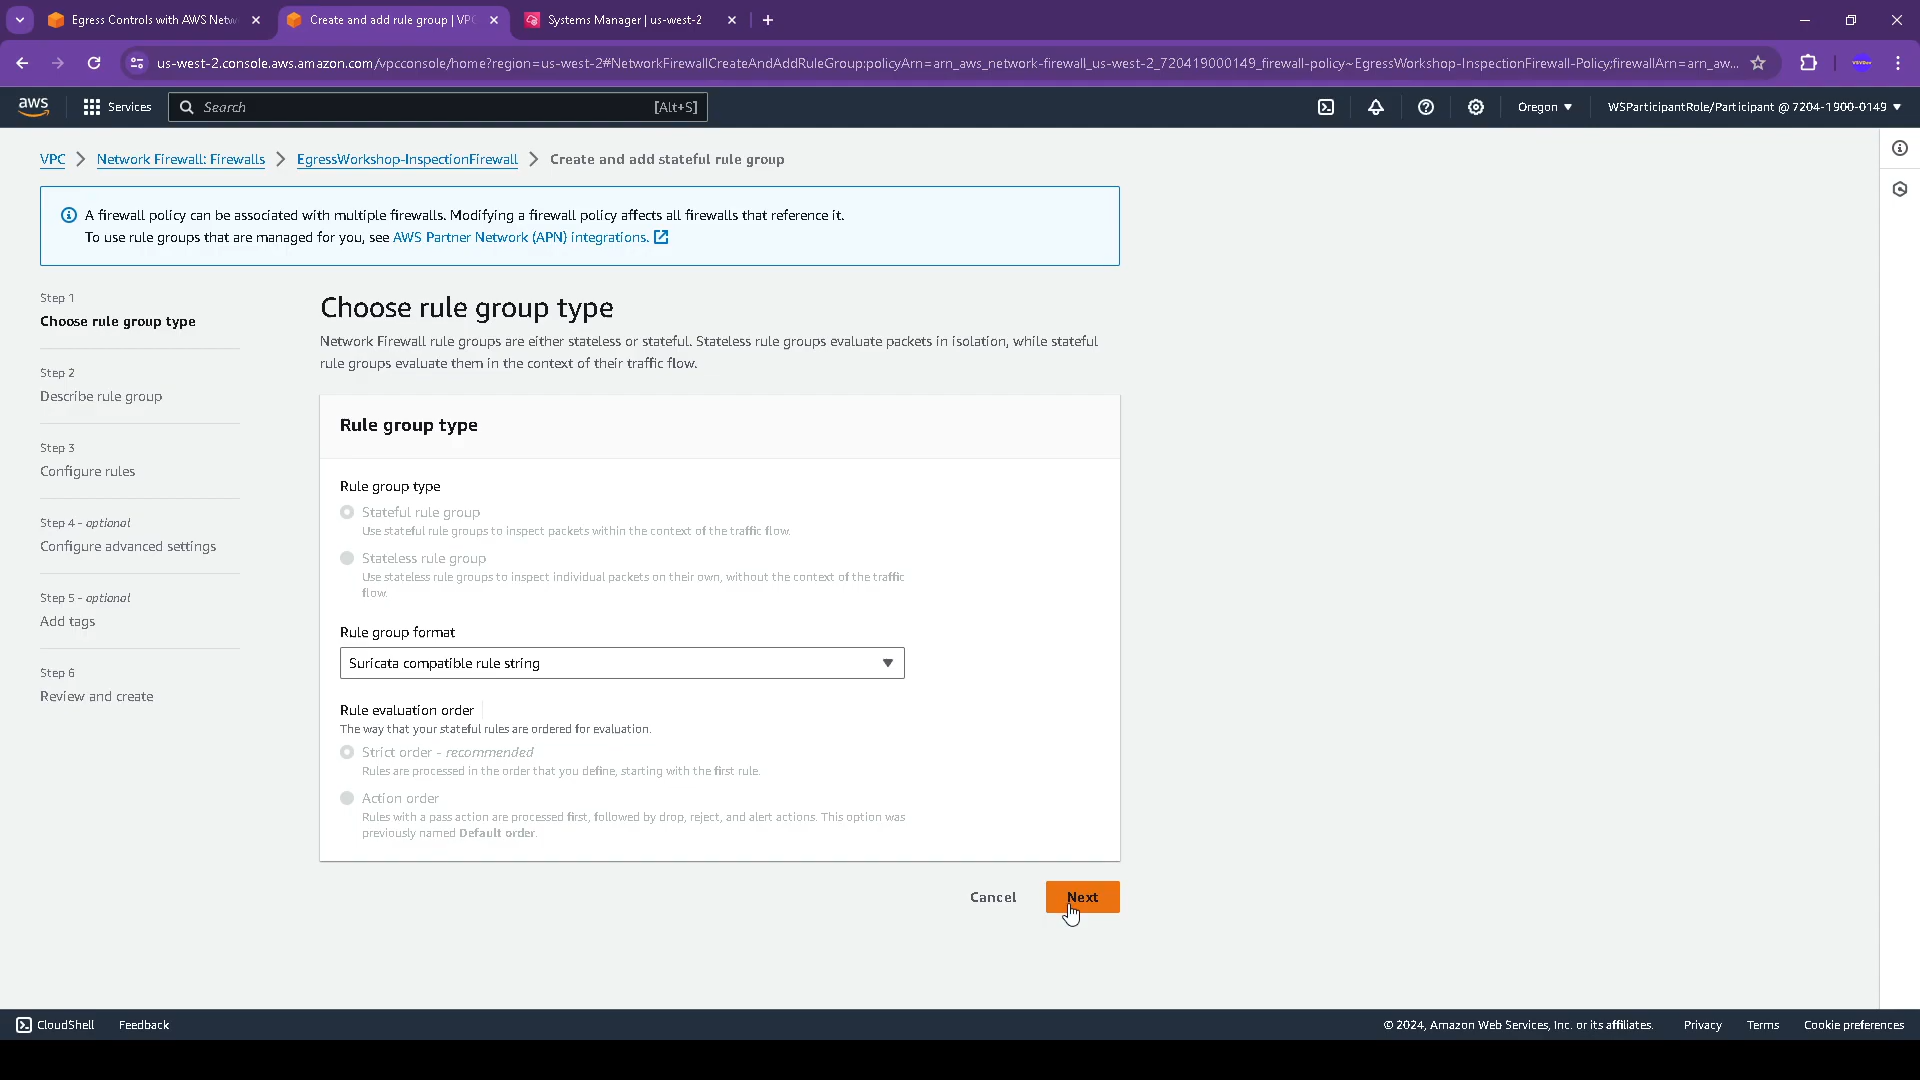 Egress Controls with AWS Netw
Create and add rule group | VPC
Systems Manager | us-west-2
us-west-2.console.aws.amazon.com/vpcconsole/home?region=us-west-2#NetworkFirewallCreateAndAddRuleGroup:policyArn=arn_aws_network-firewall_us-west-2_720419000149_firewall-policy~EgressWorkshop-InspectionFirewall-Policy;firewallArn=arn_aw...
aws
Services
Search
[Alt+S]
Oregon
WSParticipantRole/Participant @ 7204-1900-0149
VPC > Network Firewall: Firewalls > EgressWorkshop-InspectionFirewall > Create and add stateful rule group
A firewall policy can be associated with multiple firewalls. Modifying a firewall policy affects all firewalls that reference it.
To use rule groups that are managed for you, see AWS Partner Network (APN) integrations.
Step 1
Choose rule group type
Step 2
Describe rule group
Step 3
Configure rules
Step 4 - optional
Configure advanced settings
Step 5 - optional
Add tags
Step 6
Review and create
Choose rule group type
Network Firewall rule groups are either stateless or stateful. Stateless rule groups evaluate packets in isolation, while stateful
rule groups evaluate them in the context of their traffic flow.
Rule group type
Rule group type
Stateful rule group
Use stateful rule groups to inspect packets within the context of the traffic flow.
Stateless rule group
Use stateless rule groups to inspect individual packets on their own, without the context of the traffic
flow.
Rule group format
Suricata compatible rule string
Rule evaluation order
The way that your stateful rules are ordered for evaluation.
Strict order - recommended
Rules are processed in the order that you define, starting with the first rule.
Action order
Rules with a pass action are processed first, followed by drop, reject, and alert actions. This option was
previously named Default order.
Cancel
Next
CloudShell
Feedback
© 2024, Amazon Web Services, Inc. or its affiliates.
Privacy
Terms
Cookie preferences